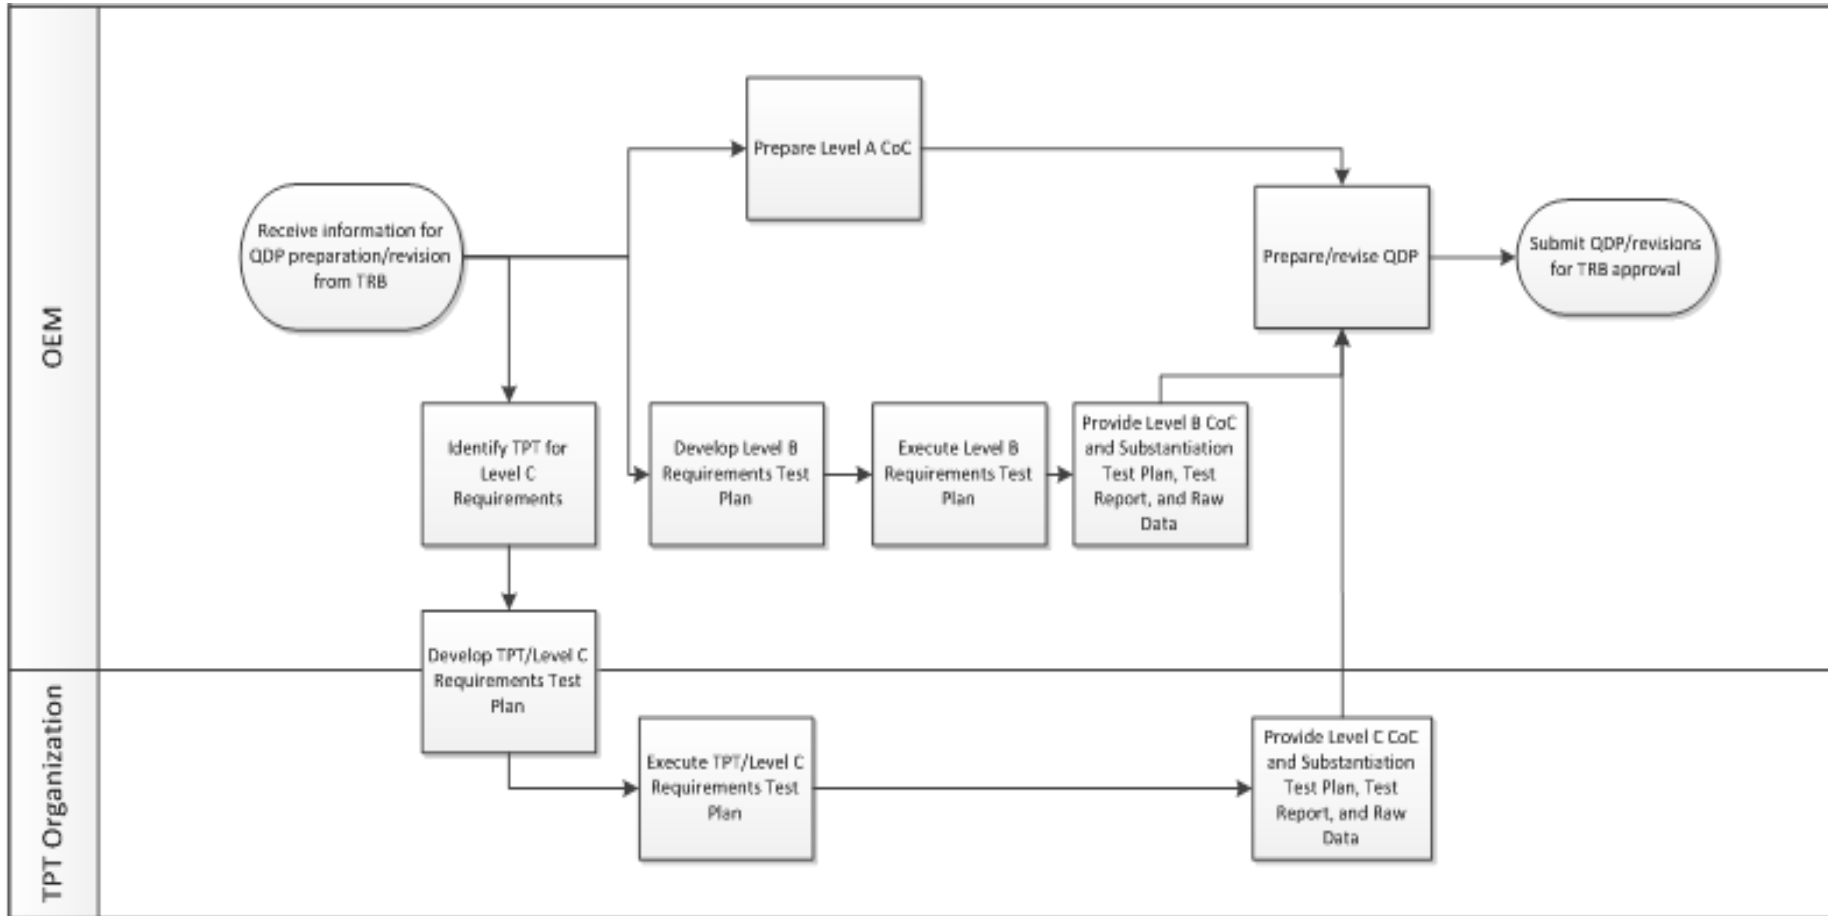 OEM
Prepare Level A CoC
Receive information for
QDP preparation/revision
from TRB
Prepare/revise QDP
Submit QDP/revisions
for TRB approval
Identify TPT for
Level C
Requirements
Develop Level B
Requirements Test
Plan
Execute Level B
Requirements Test
Plan
Provide Level B CoC
and Substantiation
Test Plan, Test
Report, and Raw
Data
Develop TPT/Level C
Requirements Test
Plan
TPT Organization
Execute TPT/Level C
Requirements Test
Plan
Provide Level C CoC
and Substantiation
Test Plan, Test
Report, and Raw
Data